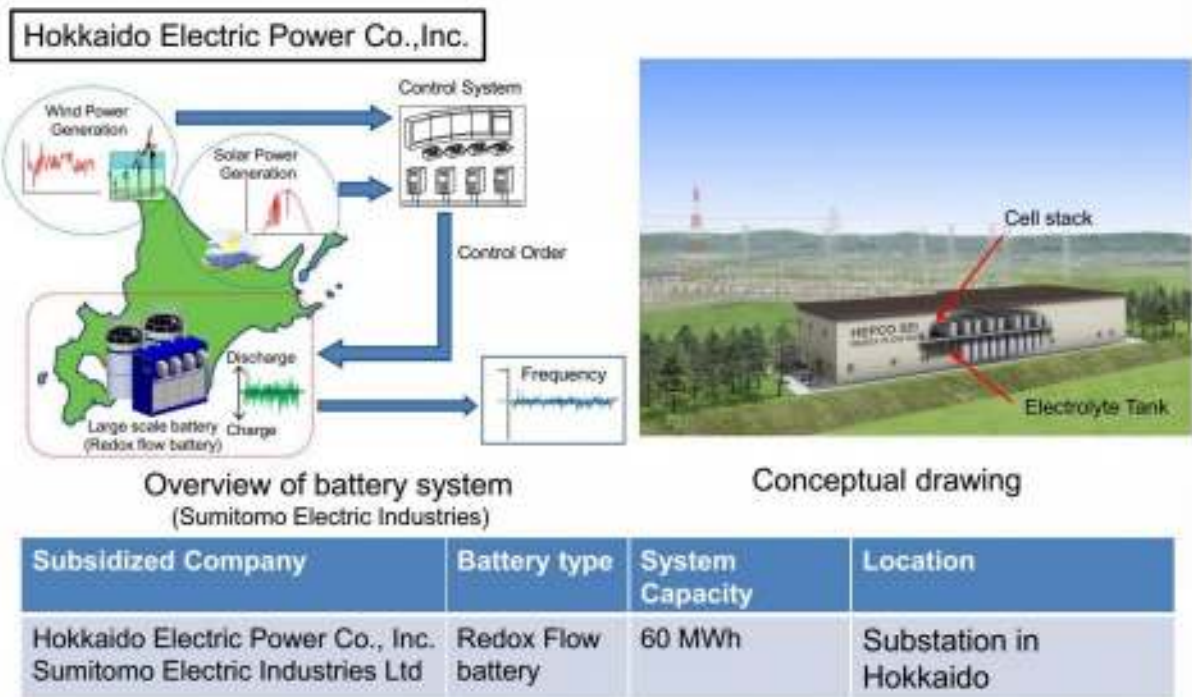 Hokkaido Electric Power Co.,Inc.
Wind Power
Generation
Solar Power
Generation
Control System
Control Order
Discharge
Charge
Large scale battery
(Redox flow battery)
Frequency
Overview of battery system
(Sumitomo Electric Industries)
Cell stack
HEPCO SEI
Electrolyte Tank
Conceptual drawing
Subsidized Company
Battery type
System
Capacity
Location
Hokkaido Electric Power Co., Inc.
Sumitomo Electric Industries Ltd
Redox Flow
battery
60 MWh
Substation in
Hokkaido